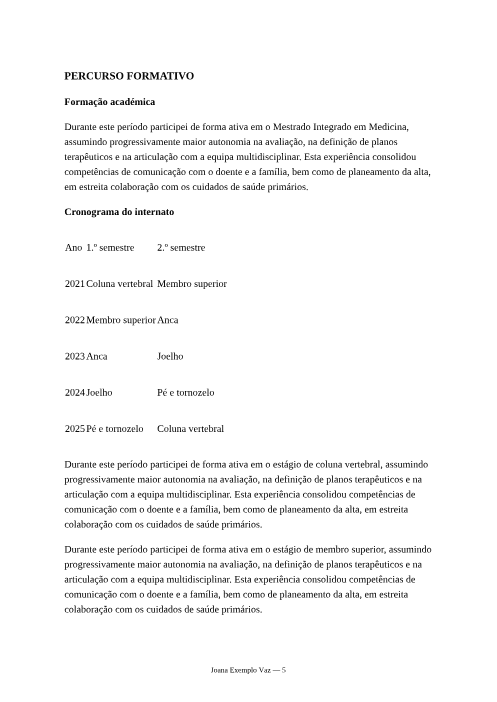 PERCURSO FORMATIVO
Formação académica
Durante este período participei de forma ativa em o Mestrado Integrado em Medicina,
assumindo progressivamente maior autonomia na avaliação, na definição de planos
terapêuticos e na articulação com a equipa multidisciplinar. Esta experiência consolidou
competências de comunicação com o doente e a família, bem como de planeamento da alta,
em estreita colaboração com os cuidados de saúde primários.
Cronograma do internato
Ano 1.º semestre 2.º semestre
2021 Coluna vertebral Membro superior
2022 Membro superior Anca
2023 Anca Joelho
2024 Joelho Pé e tornozelo
2025 Pé e tornozelo Coluna vertebral
Durante este período participei de forma ativa em o estágio de coluna vertebral, assumindo
progressivamente maior autonomia na avaliação, na definição de planos terapêuticos e na
articulação com a equipa multidisciplinar. Esta experiência consolidou competências de
comunicação com o doente e a família, bem como de planeamento da alta, em estreita
colaboração com os cuidados de saúde primários.
Durante este período participei de forma ativa em o estágio de membro superior, assumindo
progressivamente maior autonomia na avaliação, na definição de planos terapêuticos e na
articulação com a equipa multidisciplinar. Esta experiência consolidou competências de
comunicação com o doente e a família, bem como de planeamento da alta, em estreita
colaboração com os cuidados de saúde primários.
Joana Exemplo Vaz — 5